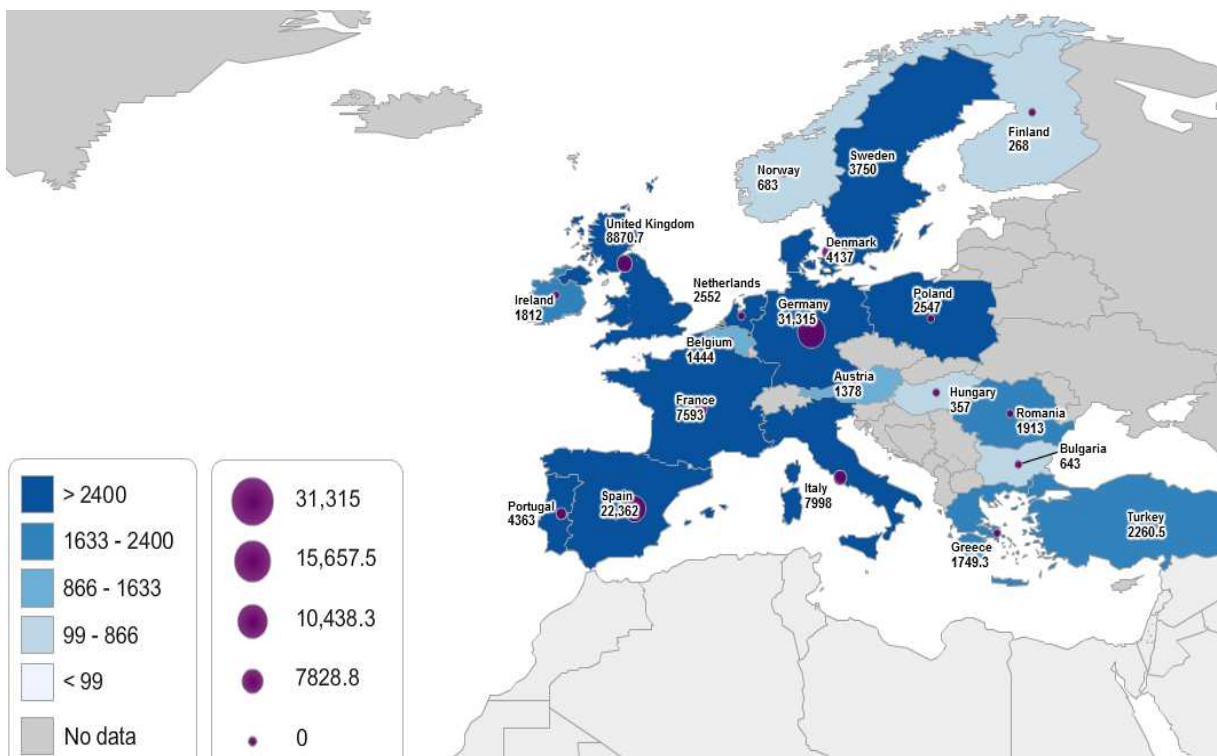 Finland
268
Norway
683
Sweden
3750
United Kingdom
8870.7
Denmark
4137
Netherlands
2552
Germany
31,315
Poland
2547
Ireland
1812
Belgium
1444
Austria
1378
Hungary
357
France
7593
Romania
1913
Bulgaria
643
Portugal
4363
Spain
22,362
Italy
7998
Greece
1749.3
Turkey
2260.5
> 2400
1633 - 2400
866 - 1633
99 - 866
< 99
No data
31,315
15,657.5
10,438.3
7828.8
0